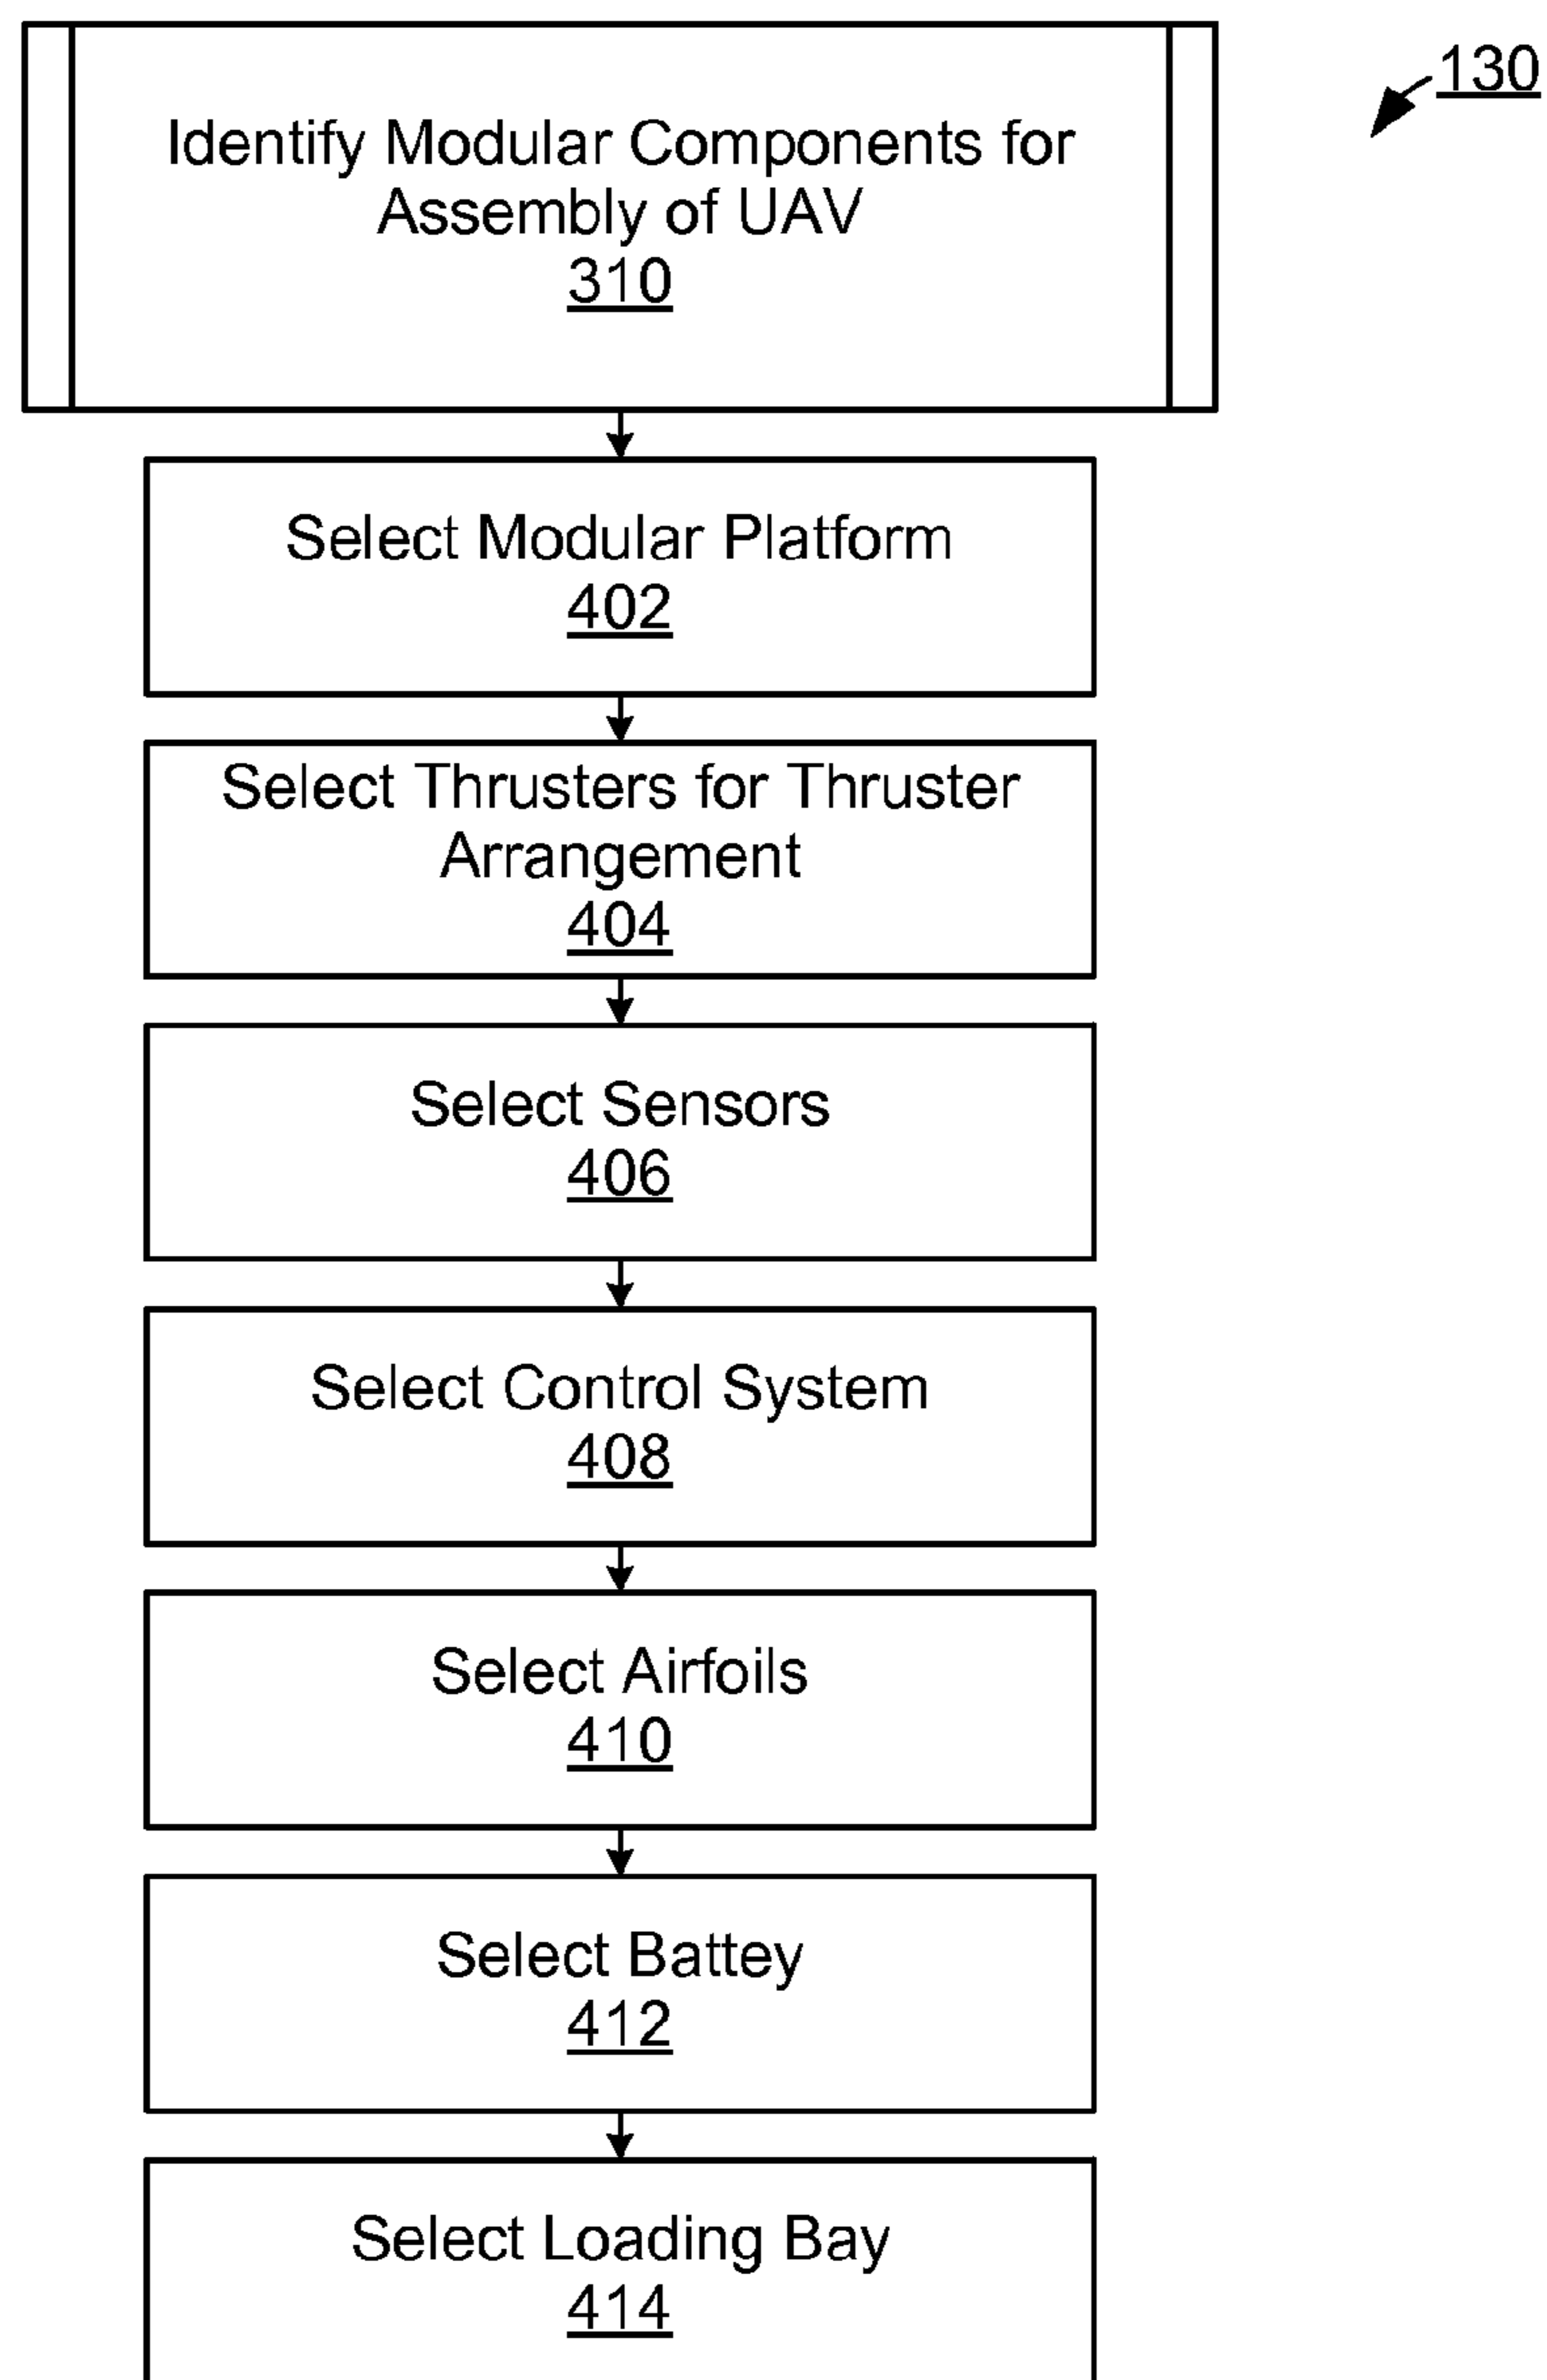 130
Identify Modular Components for
Assembly of UAV
310
Select Modular Platform
402
Select Thrusters for Thruster
Arrangement
404
Select Sensors
406
Select Control System
408
Select Airfoils
410
Select Battey
412
Select Loading Bay
414